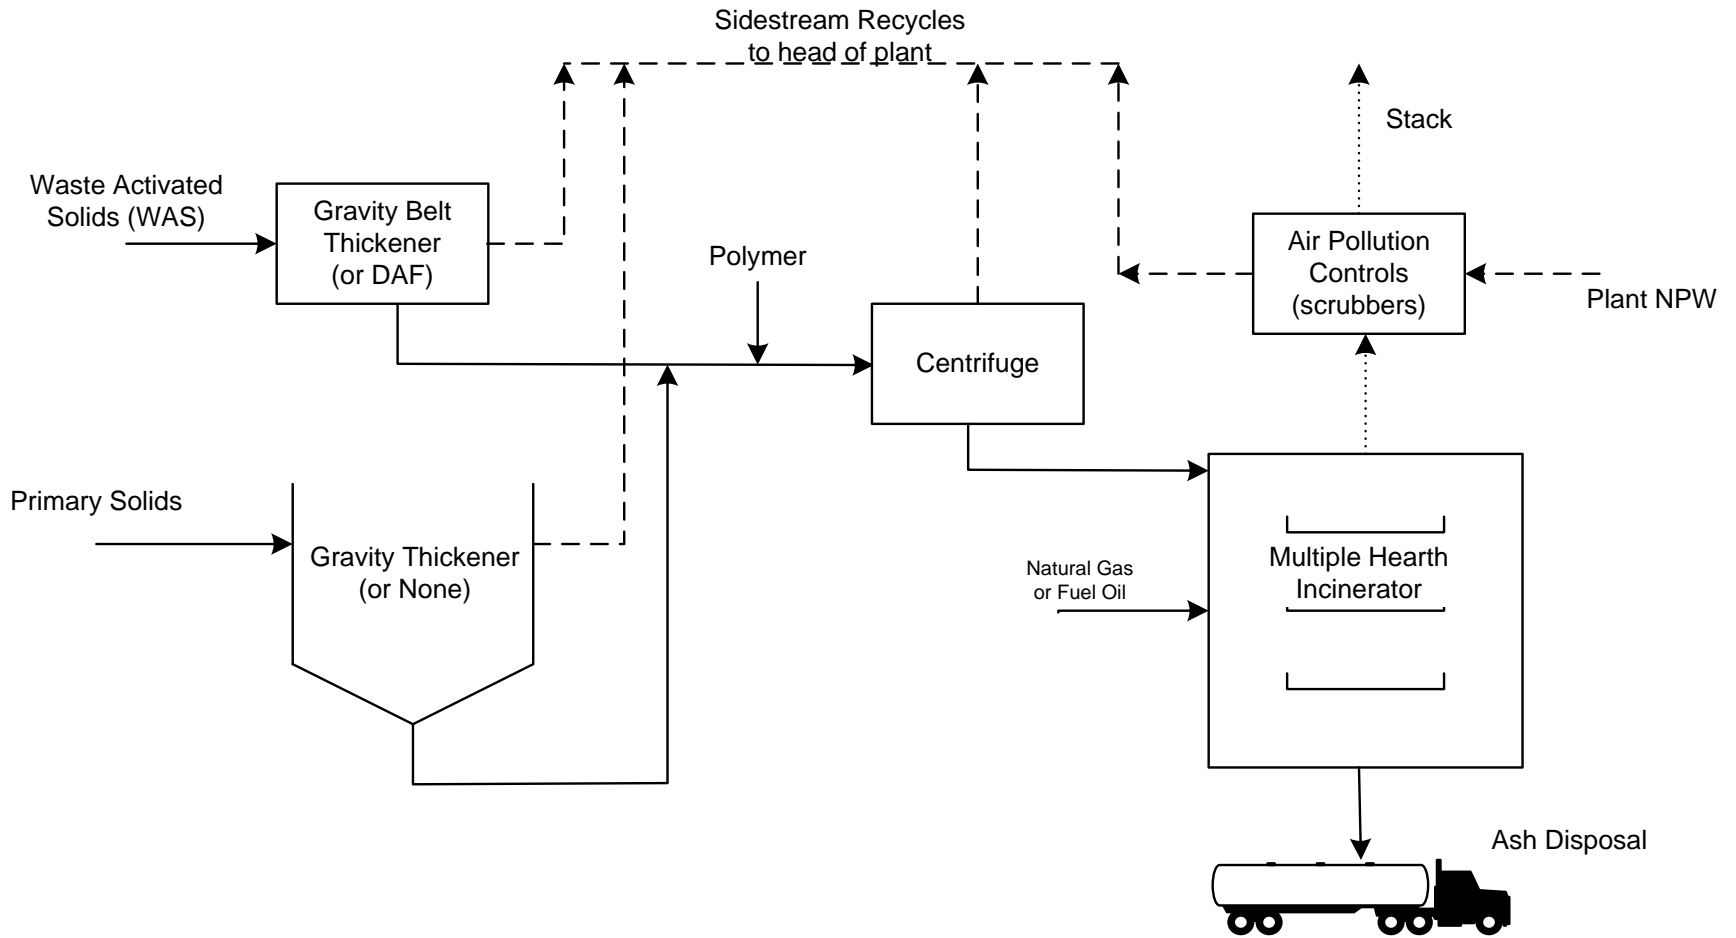 Sidestream Recycles
to head of plant
Stack
Waste Activated
Solids (WAS)
Gravity Belt
Thickener
(or DAF)
Polymer
Air Pollution
Controls
(scrubbers)
Plant NPW
Centrifuge
Primary Solids
Gravity Thickener
(or None)
Natural Gas
or Fuel Oil
Multiple Hearth
Incinerator
Ash Disposal